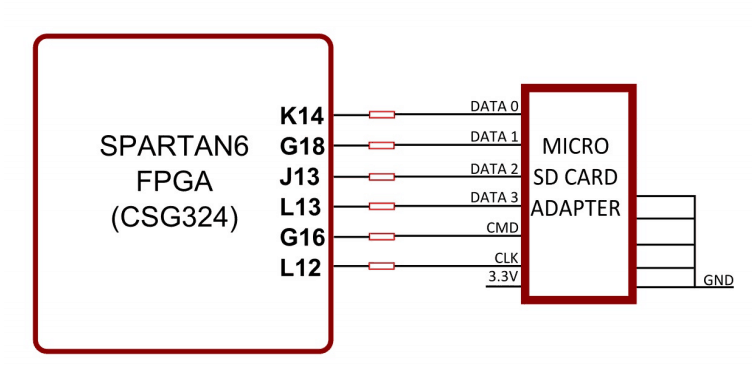 SPARTAN6
FPGA
(CSG324)
K14
G18
J13
L13
G16
L12
DATA 0
DATA 1
DATA 2
DATA 3
CMD
CLK
3.3V
MICRO
SD CARD
ADAPTER
GND